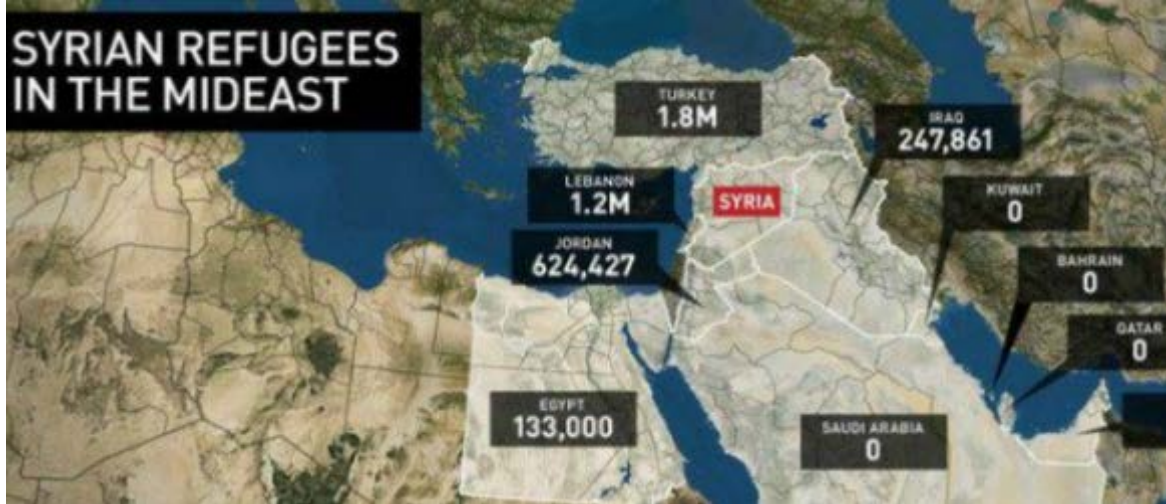 SYRIAN REFUGEES
IN THE MIDEAST
TURKEY
1.8M
IRAQ
247,861
LEBANON
1.2M
SYRIA
KUWAIT
0
JORDAN
624,427
BAHRAIN
0
QATAR
0
EGYPT
133,000
SAUDI ARABIA
0